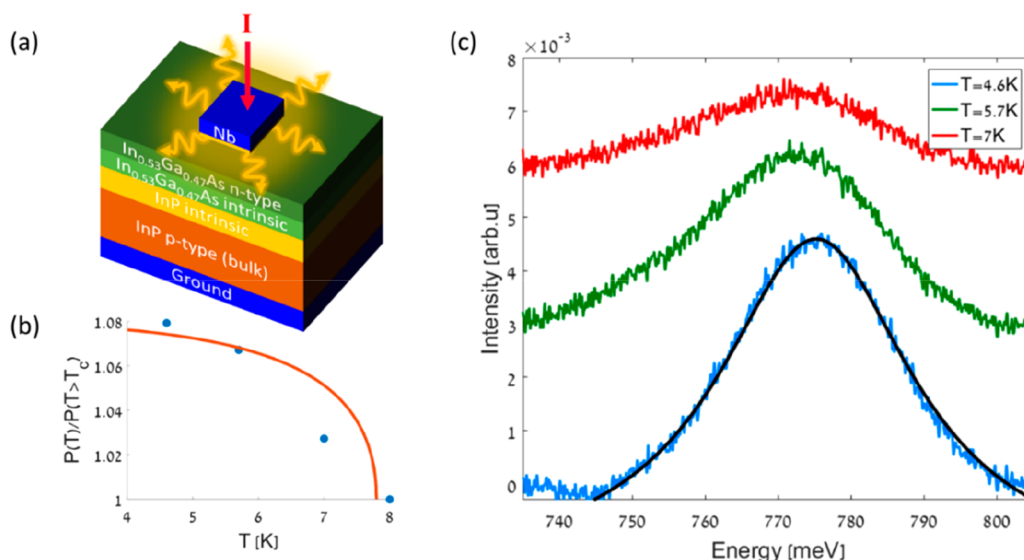 (a)
I
Nb
In0.53Ga0.47As n-type
In0.53Ga0.47As intrinsic
InP intrinsic
InP p-type (bulk)
Ground
(b)
P(T)/P(T>Tc)
1.08
1.06
1.04
1.02
1
4
5
6
7
8
T [K]
(c)
×10⁻³
8
7
6
5
4
3
2
1
0
Intensity [arb.u]
T=4.6K
T=5.7K
T=7K
740
750
760
770
780
790
800
Energy [meV]